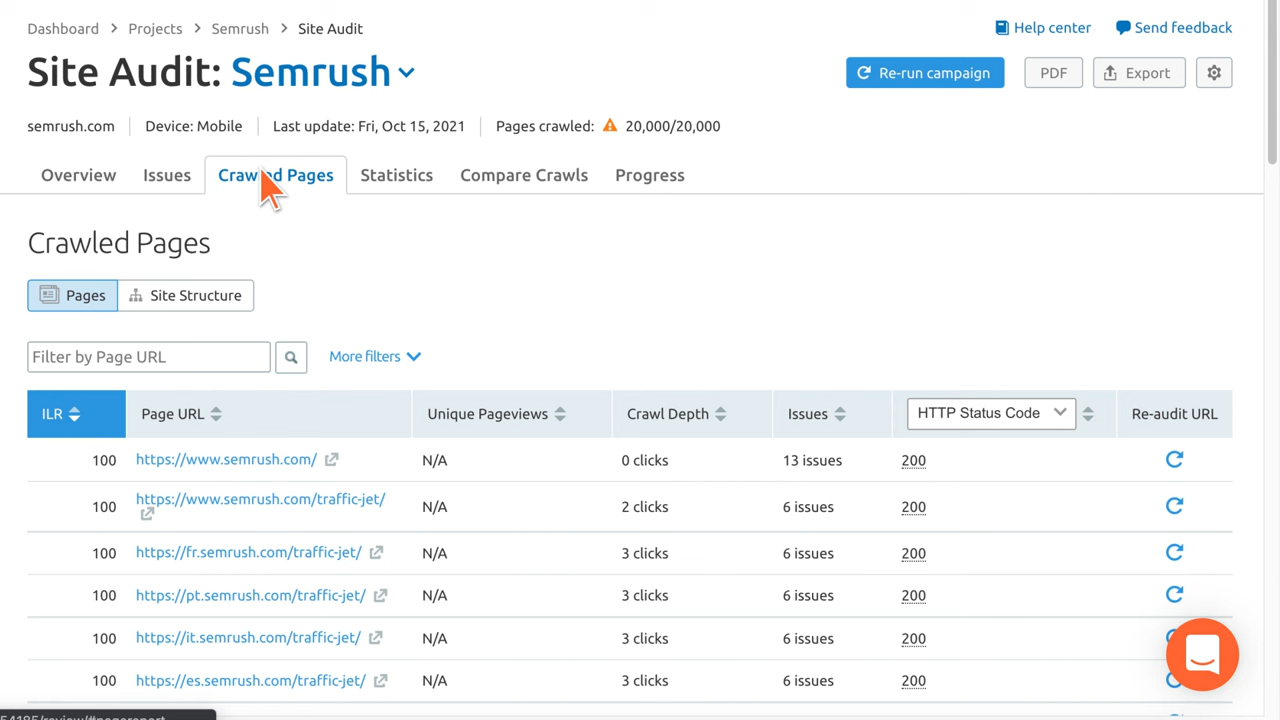 Dashboard > Projects > Semrush > Site Audit
Help center
Send feedback
Site Audit: Semrush
Re-run campaign
PDF
Export
semrush.com
Device: Mobile
Last update: Fri, Oct 15, 2021
Pages crawled: 20,000/20,000
Overview
Issues
Crawled Pages
Statistics
Compare Crawls
Progress
Crawled Pages
Pages
Site Structure
Filter by Page URL
More filters
ILR Page URL Unique Pageviews Crawl Depth Issues HTTP Status Code Re-audit URL
100 https://www.semrush.com/ N/A 0 clicks 13 issues 200
100 https://www.semrush.com/traffic-jet/ N/A 2 clicks 6 issues 200
100 https://fr.semrush.com/traffic-jet/ N/A 3 clicks 6 issues 200
100 https://pt.semrush.com/traffic-jet/ N/A 3 clicks 6 issues 200
100 https://it.semrush.com/traffic-jet/ N/A 3 clicks 6 issues 200
100 https://es.semrush.com/traffic-jet/ N/A 3 clicks 6 issues 200